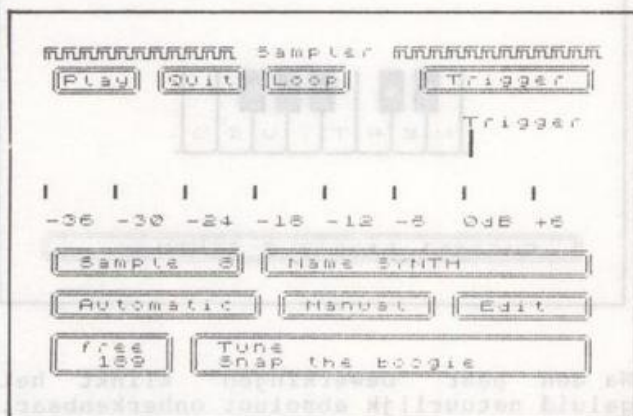 Sampler
Play Quit Loop Trigger
Trigger
-36 -30 -24 -18 -12 -6 0dB +6
Sample 8 Name SYNTH
Automatic Manual Edit
free
189
Tune
Snap the boogie